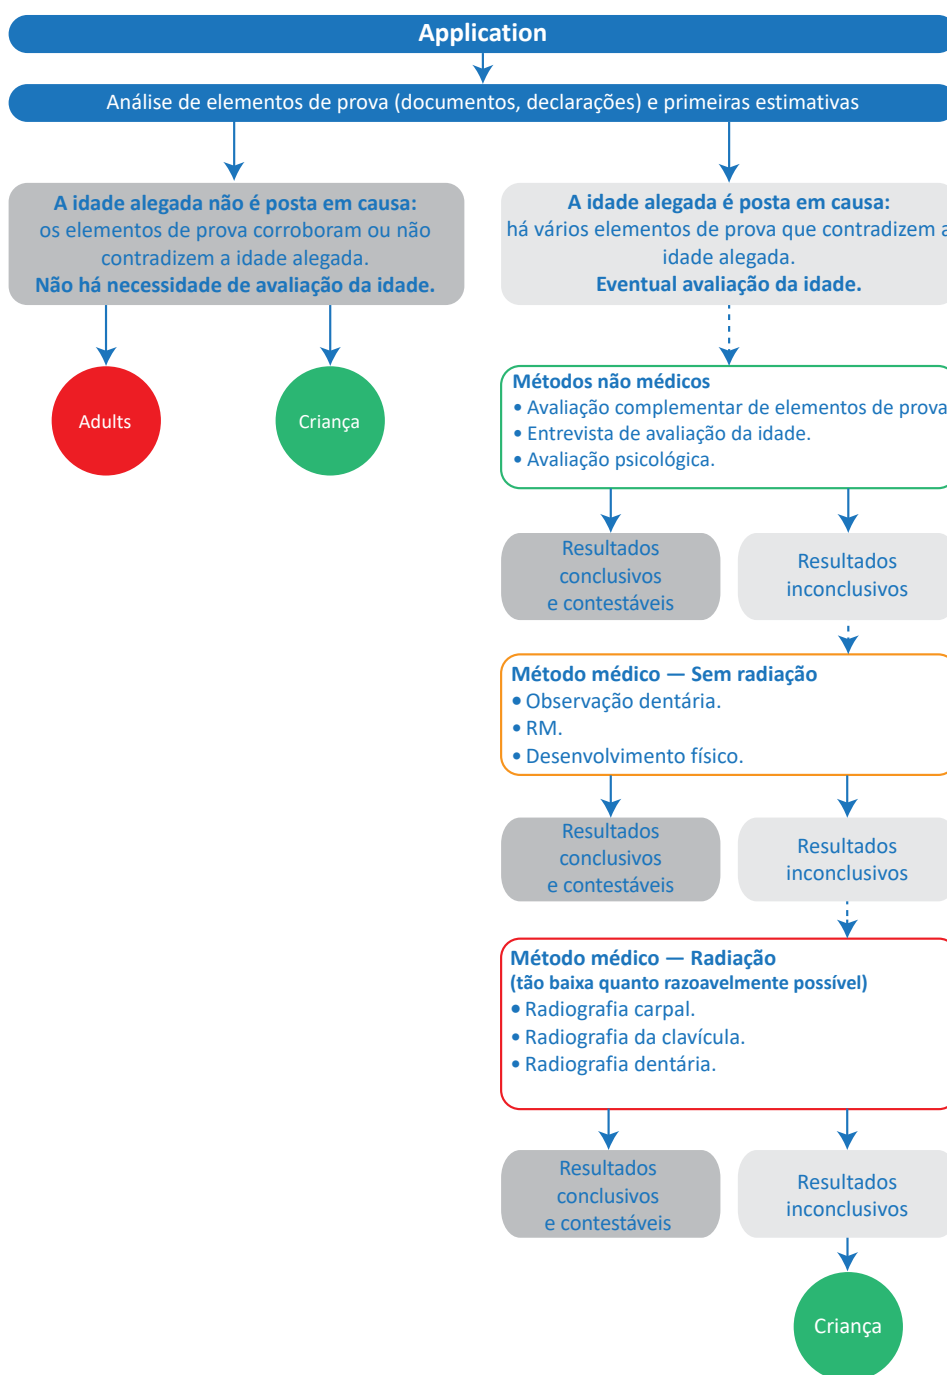 Application
Análise de elementos de prova (documentos, declarações) e primeiras estimativas
A idade alegada não é posta em causa:
os elementos de prova corroboram ou não
contradizem a idade alegada.
Não há necessidade de avaliação da idade.
A idade alegada é posta em causa:
há vários elementos de prova que contradizem a
idade alegada.
Eventual avaliação da idade.
Adults
Criança
Métodos não médicos
• Avaliação complementar de elementos de prova
• Entrevista de avaliação da idade.
• Avaliação psicológica.
Resultados
conclusivos
e contestáveis
Resultados
inconclusivos
Método médico — Sem radiação
• Observação dentária.
• RM.
• Desenvolvimento físico.
Resultados
conclusivos
e contestáveis
Resultados
inconclusivos
Método médico — Radiação
(tão baixa quanto razoavelmente possível)
• Radiografia carpal.
• Radiografia da clavícula.
• Radiografia dentária.
Resultados
conclusivos
e contestáveis
Resultados
inconclusivos
Criança